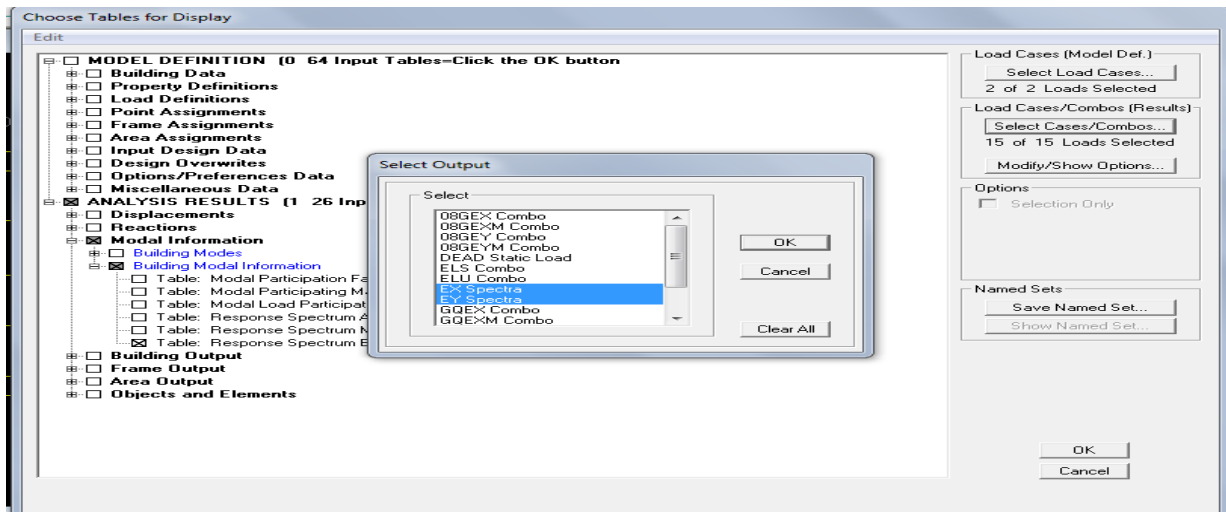 Choose Tables for Display
Edit
MODEL DEFINITION (0 64 Input Tables=Click the OK button
Building Data
Property Definitions
Load Definitions
Point Assignments
Frame Assignments
Area Assignments
Input Design Data
Design Overwrites
Options/Preferences Data
Miscellaneous Data
ANALYSIS RESULTS (1 26 Inp
Displacements
Reactions
Modal Information
Building Modes
Building Modal Information
Table: Modal Participation Fa
Table: Modal Participating M
Table: Modal Load Participat
Table: Response Spectrum A
Table: Response Spectrum M
Table: Response Spectrum B
Building Output
Frame Output
Area Output
Objects and Elements
Select Output
Select
08GEX Combo
08GEXM Combo
08GEY Combo
08GEYM Combo
DEAD Static Load
ELS Combo
ELU Combo
EX Spectra
EY Spectra
GQEX Combo
GQEXM Combo
OK
Cancel
Clear All
Load Cases (Model Def.)
Select Load Cases...
2 of 2 Loads Selected
Load Cases/Combos (Results)
Select Cases/Combos...
15 of 15 Loads Selected
Modify/Show Options...
Options
Selection Only
Named Sets
Save Named Set...
Show Named Set...
OK
Cancel